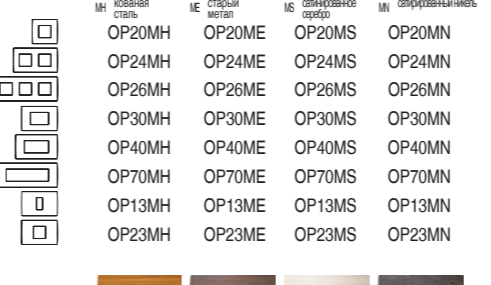 MH кованая сталь ME старый метал MS сатинированное серебро MN сатирированный никель
OP20MH OP20ME OP20MS OP20MN
OP24MH OP24ME OP24MS OP24MN
OP26MH OP26ME OP26MS OP26MN
OP30MH OP30ME OP30MS OP30MN
OP40MH OP40ME OP40MS OP40MN
OP70MH OP70ME OP70MS OP70MN
OP13MH OP13ME OP13MS OP13MN
OP23MH OP23ME OP23MS OP23MN